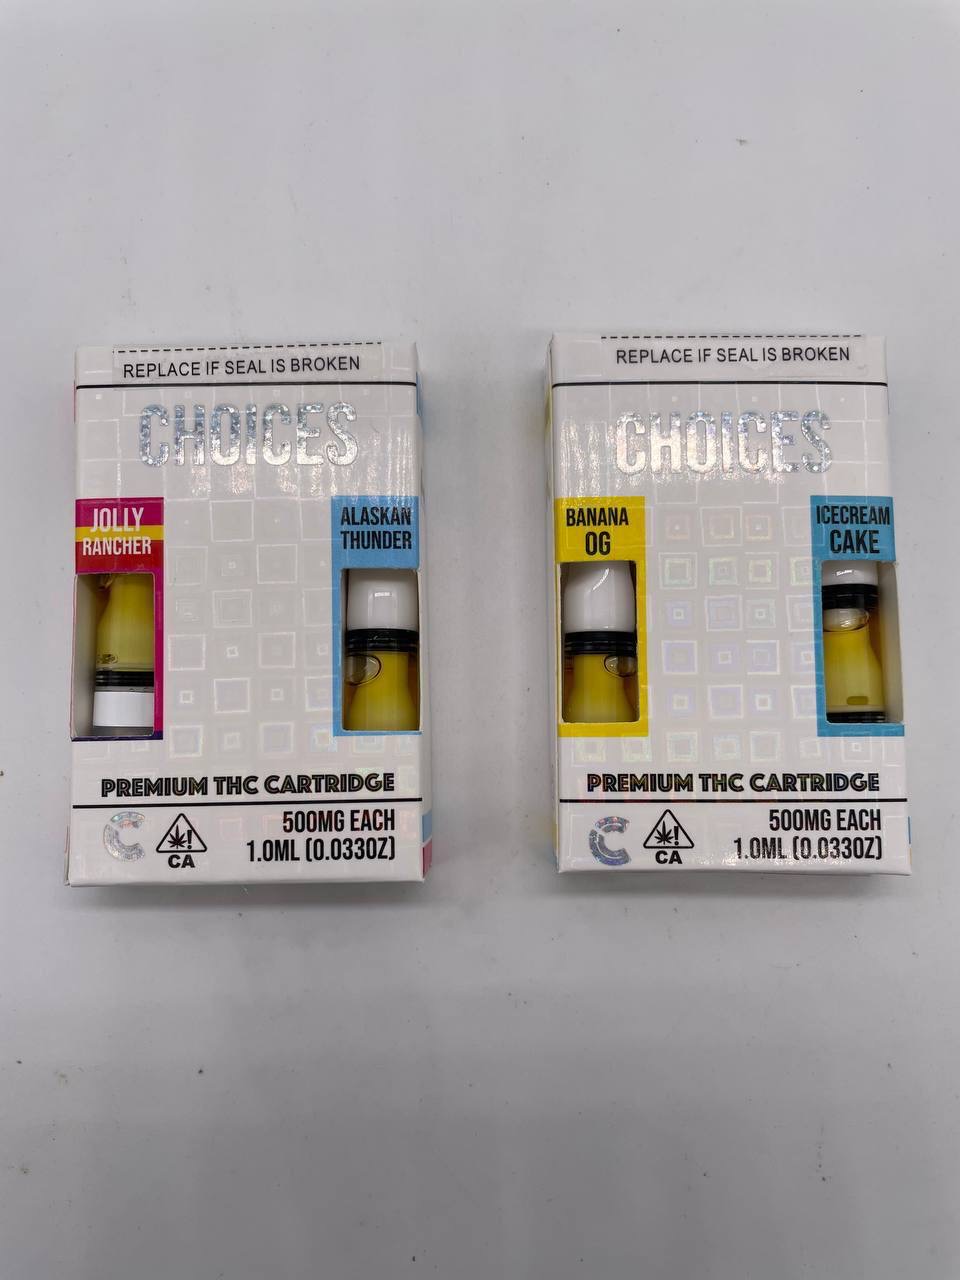 REPLACE IF SEAL IS BROKEN
CHOICES
JOLLY
RANCHER
ALASKAN
THUNDER
PREMIUM THC CARTRIDGE
C
CA
500MG EACH
1.0ML (0.033OZ)
REPLACE IF SEAL IS BROKEN
CHOICES
BANANA
OG
ICECREAM
CAKE
PREMIUM THC CARTRIDGE
C
CA
500MG EACH
1.0ML (0.033OZ)